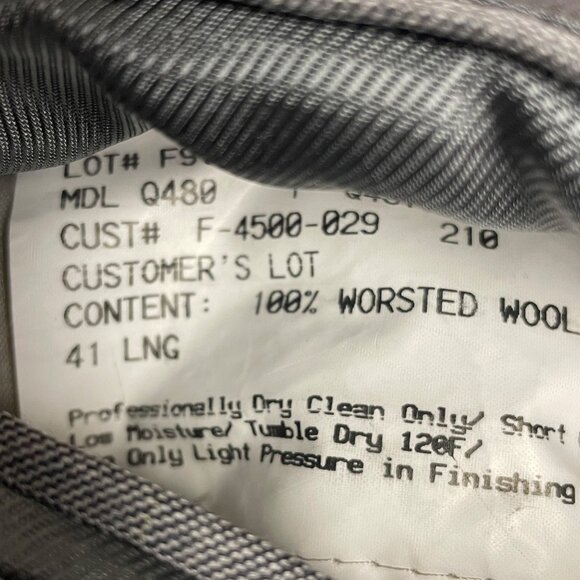 LOT# F9
MDL Q480
CUST# F-4500-029 210
CUSTOMER'S LOT
CONTENT: 100% WORSTED WOOL
41 LNG
Professionally Dry Clean Only/ Short
Low Moisture/ Tumble Dry 120F/
Only Light Pressure in Finishing